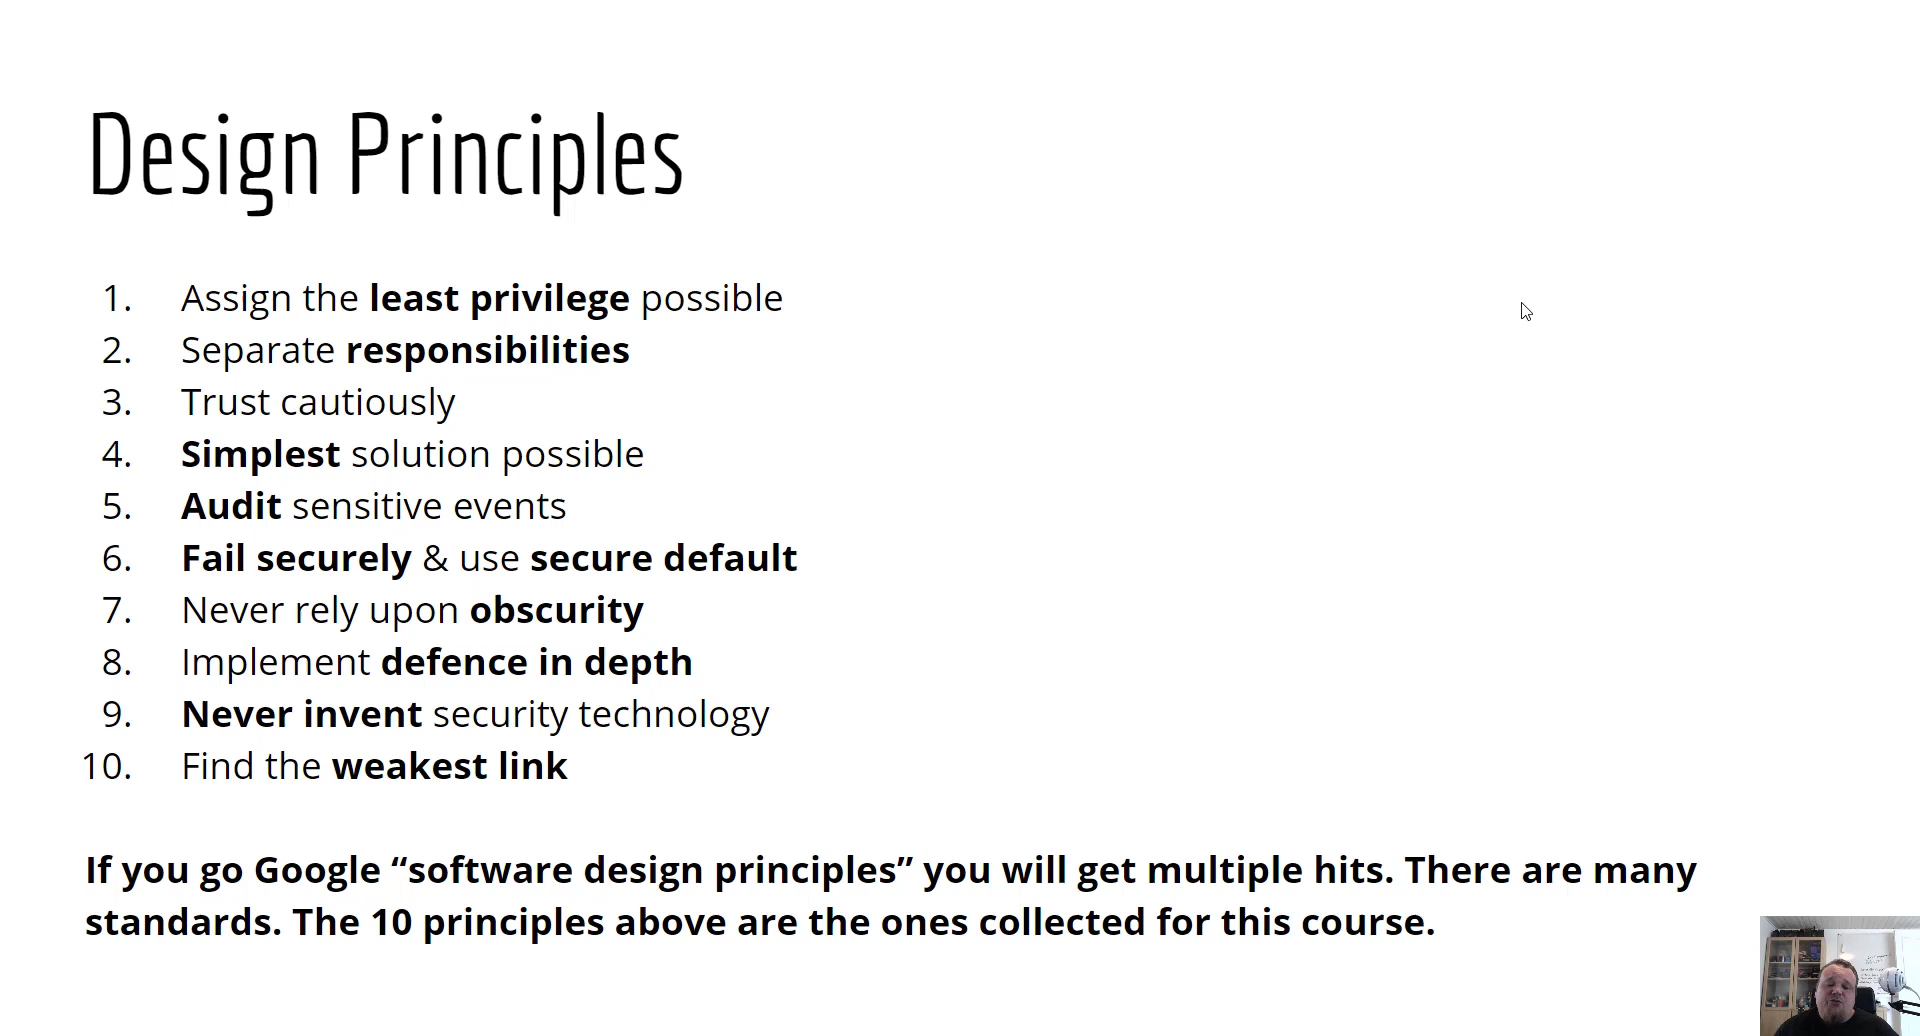 Design Principles
1. Assign the least privilege possible
2. Separate responsibilities
3. Trust cautiously
4. Simplest solution possible
5. Audit sensitive events
6. Fail securely & use secure default
7. Never rely upon obscurity
8. Implement defence in depth
9. Never invent security technology
10. Find the weakest link
If you go Google “software design principles” you will get multiple hits. There are many
standards. The 10 principles above are the ones collected for this course.